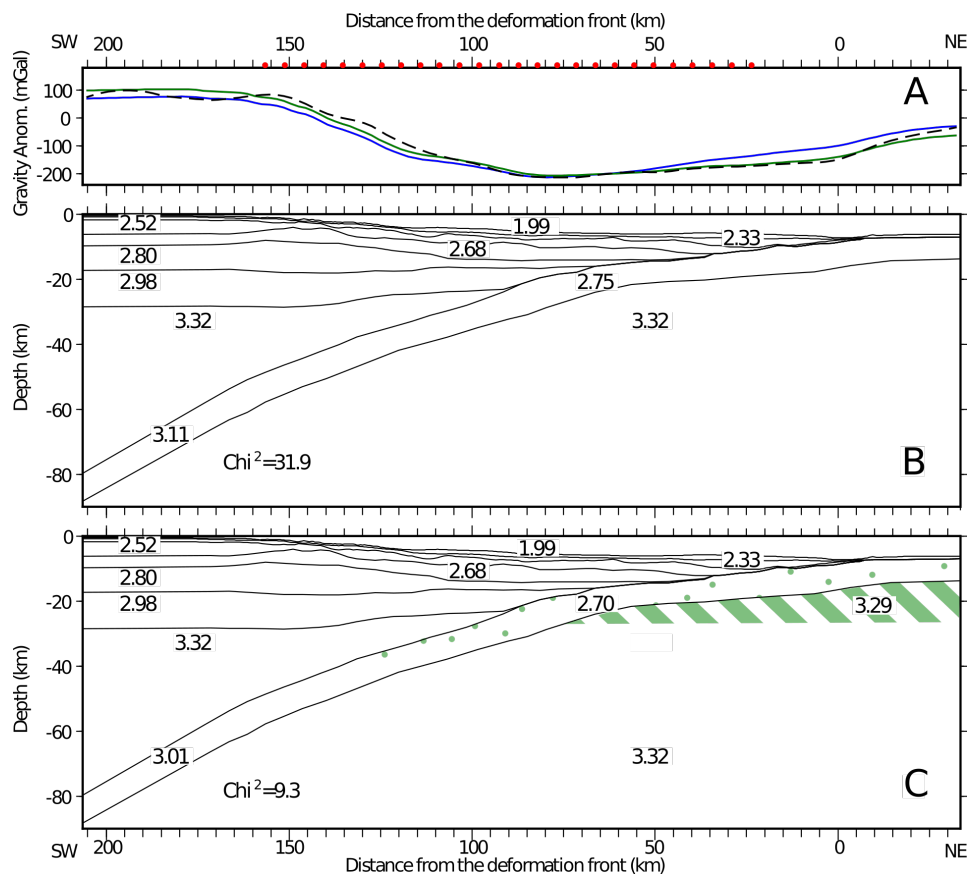 Distance from the deformation front (km)
SW 200 150 100 50 0 NE
Gravity Anom. (mGal)
100
0
-100
-200
A
0
-20
-40
-60
-80
Depth (km)
2.52
1.99
2.33
2.68
2.80
2.98
2.75
3.32
3.32
3.11
Chi²=31.9
B
0
-20
-40
-60
-80
Depth (km)
2.52
1.99
2.33
2.68
2.80
2.98
2.70
3.29
3.32
3.01
3.32
Chi²=9.3
C
SW 200 150 100 50 0 NE
Distance from the deformation front (km)